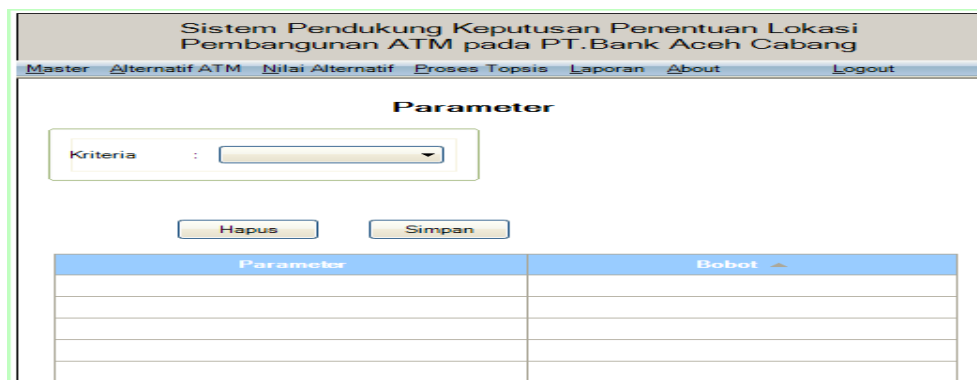 Sistem Pendukung Keputusan Penentuan Lokasi
Pembangunan ATM pada PT.Bank Aceh Cabang
Master Alternatif ATM Nilai Alternatif Proses Topsis Laporan About Logout
Parameter
Kriteria :
Hapus Simpan
Parameter Bobot